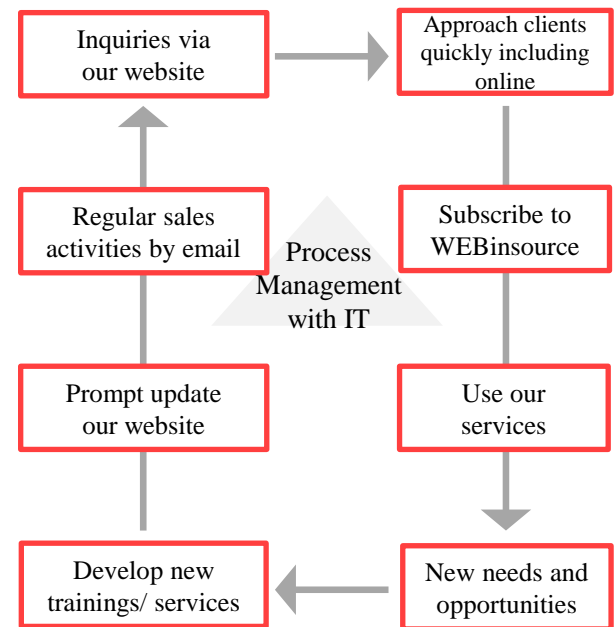 Inquiries via
our website
Approach clients
quickly including
online
Regular sales
activities by email
Subscribe to
WEBinsource
Process
Management
with IT
Prompt update
our website
Use our
services
Develop new
trainings/ services
New needs and
opportunities